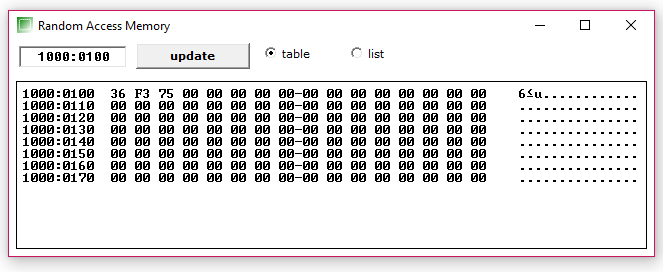 Random Access Memory
1000:0100 update table list
1000:0100 36 F3 75 00 00 00 00 00-00 00 00 00 00 00 00 00 6≤u.............
1000:0110 00 00 00 00 00 00 00 00-00 00 00 00 00 00 00 00 ................
1000:0120 00 00 00 00 00 00 00 00-00 00 00 00 00 00 00 00 ................
1000:0130 00 00 00 00 00 00 00 00-00 00 00 00 00 00 00 00 ................
1000:0140 00 00 00 00 00 00 00 00-00 00 00 00 00 00 00 00 ................
1000:0150 00 00 00 00 00 00 00 00-00 00 00 00 00 00 00 00 ................
1000:0160 00 00 00 00 00 00 00 00-00 00 00 00 00 00 00 00 ................
1000:0170 00 00 00 00 00 00 00 00-00 00 00 00 00 00 00 00 ................